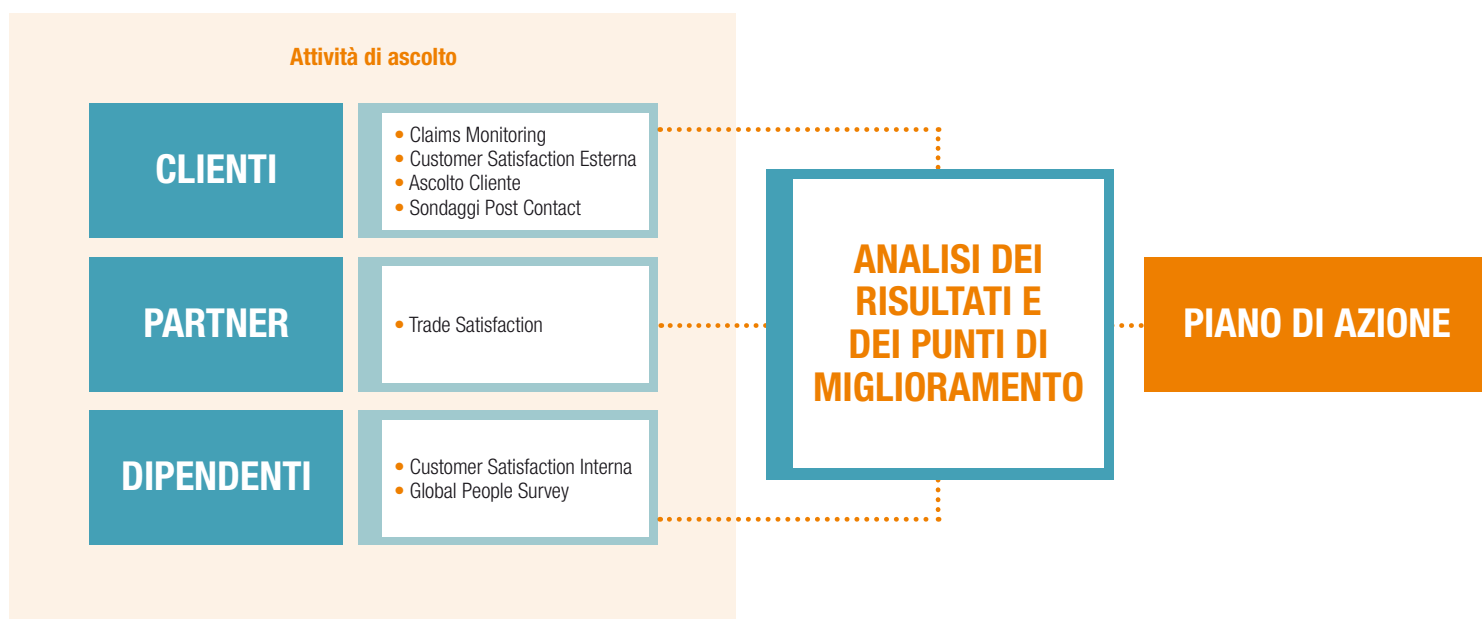 Attività di ascolto
CLIENTI
• Claims Monitoring
• Customer Satisfaction Esterna
• Ascolto Cliente
• Sondaggi Post Contact
PARTNER
• Trade Satisfaction
DIPENDENTI
• Customer Satisfaction Interna
• Global People Survey
ANALISI DEI
RISULTATI E
DEI PUNTI DI
MIGLIORAMENTO
PIANO DI AZIONE